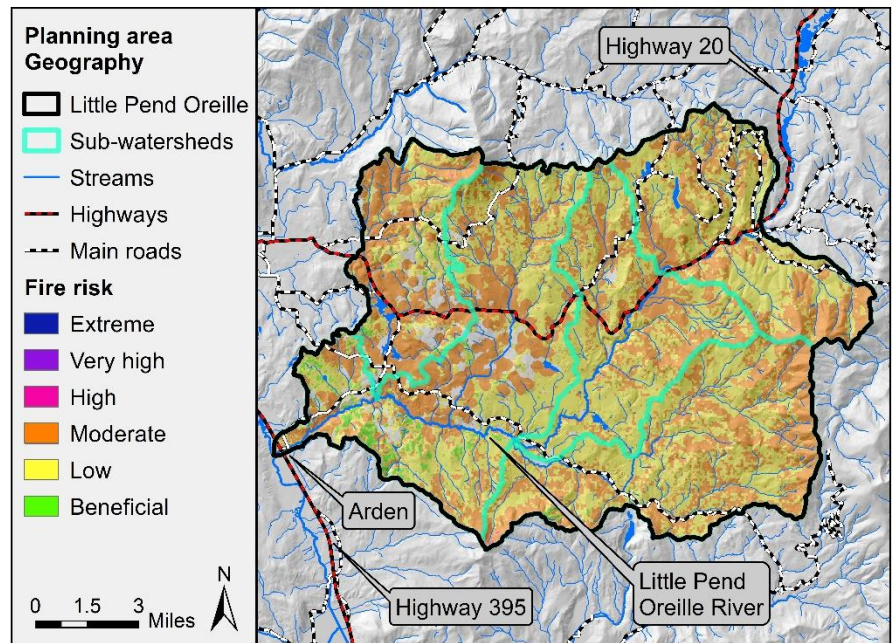 Planning area
Geography
Little Pend Oreille
Sub-watersheds
Streams
Highways
Main roads
Fire risk
Extreme
Very high
High
Moderate
Low
Beneficial
0 1.5 3
Miles
N
Highway 20
Arden
Highway 395
Little Pend
Oreille River